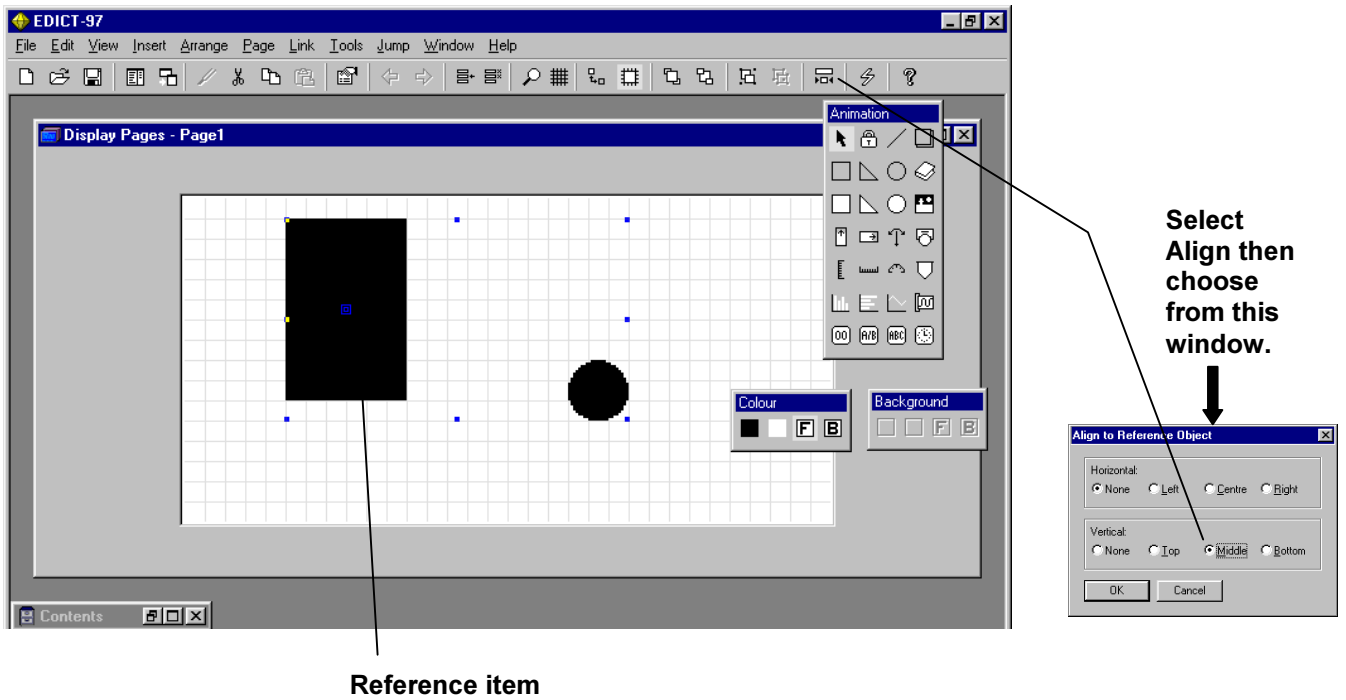 EDICT-97
File Edit View Insert Arrange Page Link Tools Jump Window Help
Animation
Display Pages - Page1
T
00 A/B ABC
Select
Align then
choose
from this
window.
Colour
F B
Background
F B
Align to Reference Object
Horizontal:
None Left Centre Right
Vertical:
None Top Middle Bottom
OK Cancel
Contents
Reference item